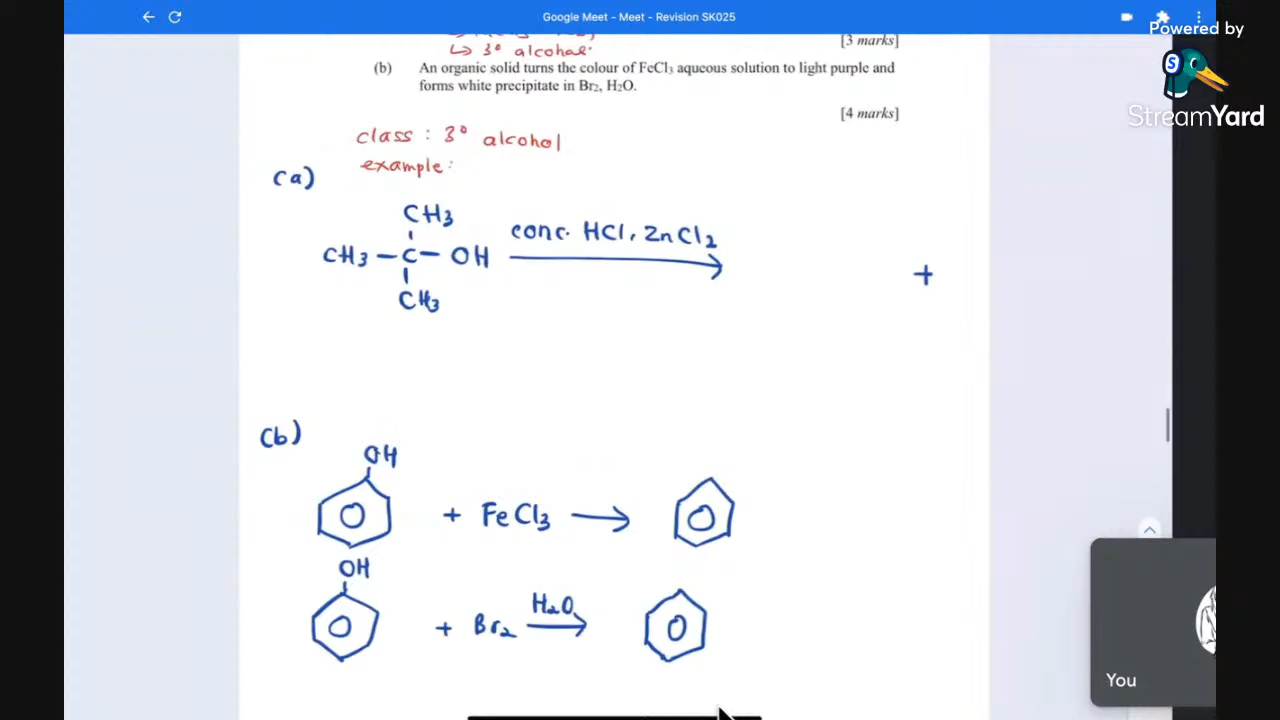 Google Meet - Meet - Revision SK025
Powered by
StreamYard
↳ 3° alcohol.
[3 marks]
(b) An organic solid turns the colour of FeCl₃ aqueous solution to light purple and
forms white precipitate in Br₂, H₂O.
[4 marks]
class : 3° alcohol
example:
(a)
CH₃
CH₃ - C - OH
CH₃
conc. HCl, ZnCl₂
+
(b)
OH
+ FeCl₃ →
OH
+ Br₂
H₂O
You